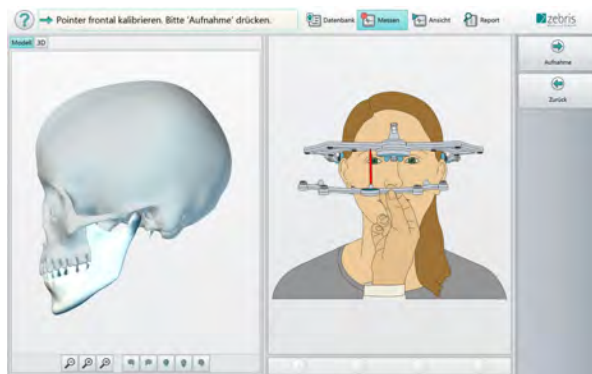 ? Pointer frontal kalibrieren. Bitte 'Aufnahme' drücken.
Datenbank Messen Ansicht Report zebris
Modell 3D
Aufnahme
Zurück